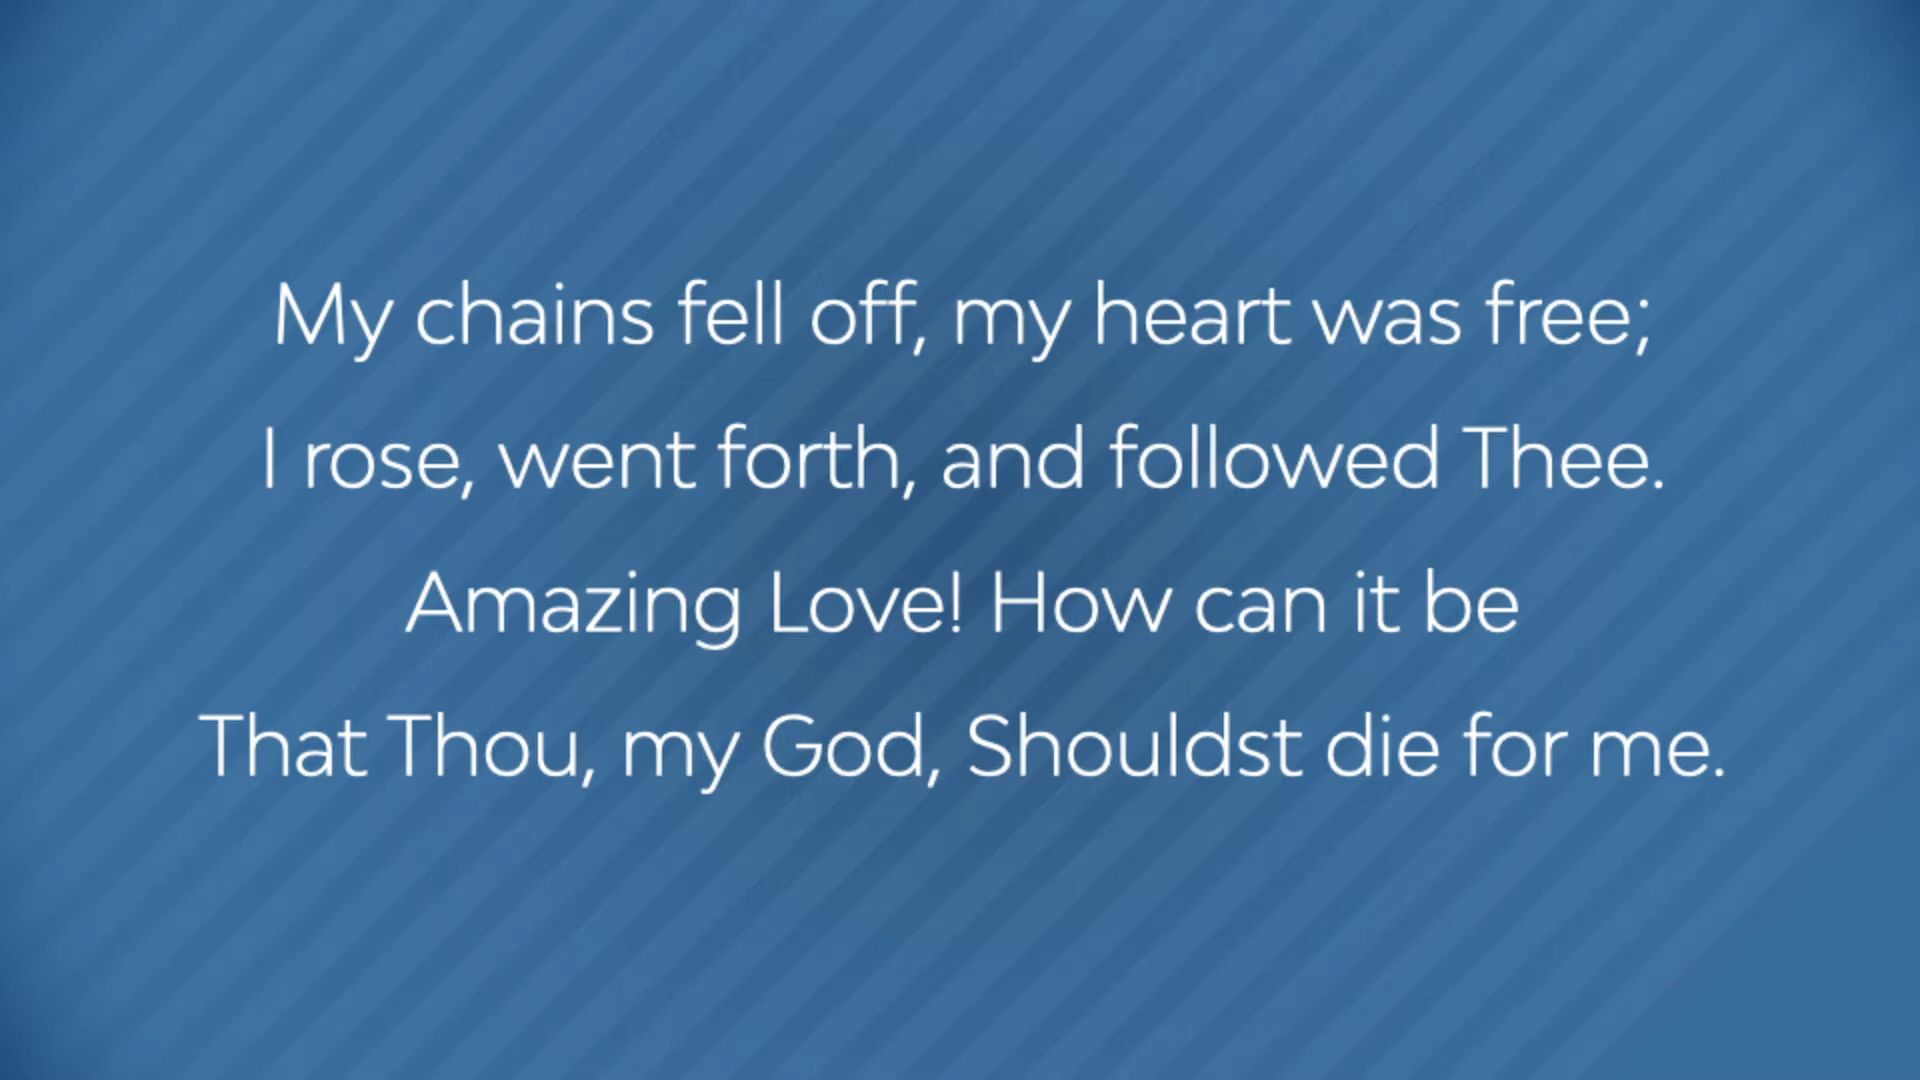 My chains fell off, my heart was free;
I rose, went forth, and followed Thee.
Amazing Love! How can it be
That Thou, my God, Shouldst die for me.